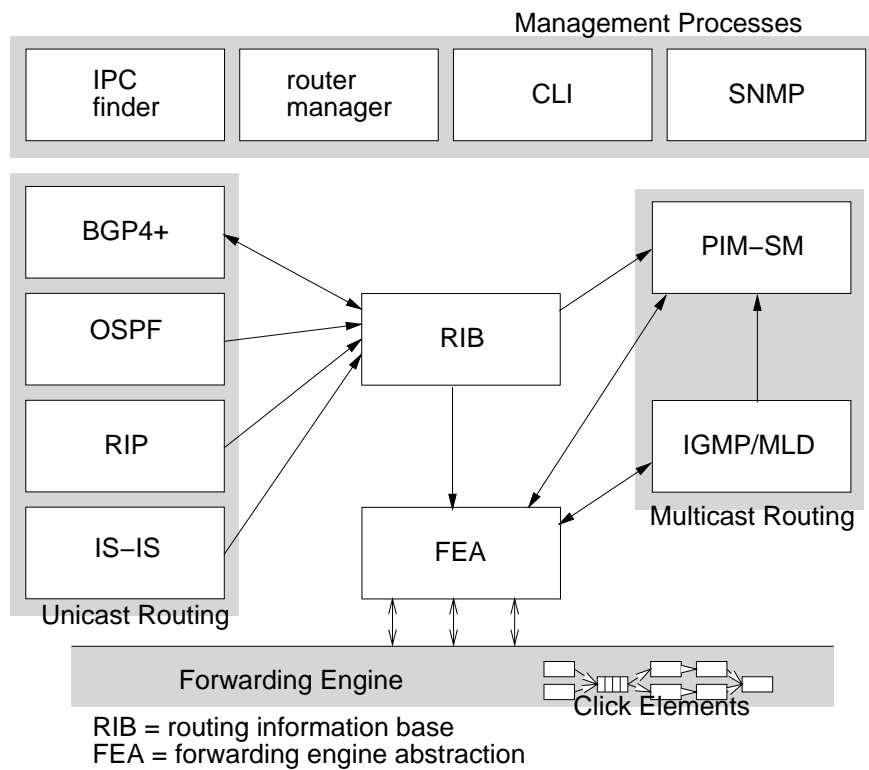 Management Processes
IPC
finder
router
manager
CLI
SNMP
BGP4+
OSPF
RIP
IS−IS
Unicast Routing
RIB
FEA
PIM−SM
IGMP/MLD
Multicast Routing
Forwarding Engine
Click Elements
RIB = routing information base
FEA = forwarding engine abstraction